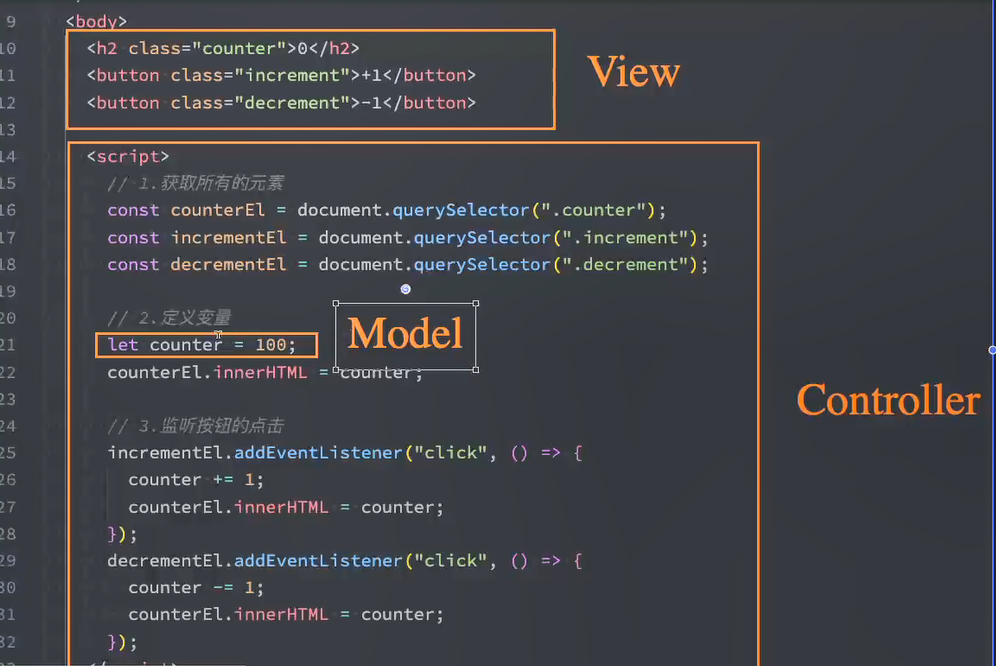 9 <body>
10 <h2 class="counter">0</h2>
11 <button class="increment">+1</button>
12 <button class="decrement">-1</button>
View
13
14 <script>
15 // 1.获取所有的元素
16 const counterEl = document.querySelector(".counter");
17 const incrementEl = document.querySelector(".increment");
18 const decrementEl = document.querySelector(".decrement");
19
20 // 2.定义变量
Model
21 let counter = 100;
22 counterEl.innerHTML = counter;
23
Controller
24 // 3.监听按钮的点击
25 incrementEl.addEventListener("click", () => {
26 counter += 1;
27 counterEl.innerHTML = counter;
28 });
29 decrementEl.addEventListener("click", () => {
30 counter -= 1;
31 counterEl.innerHTML = counter;
32 });